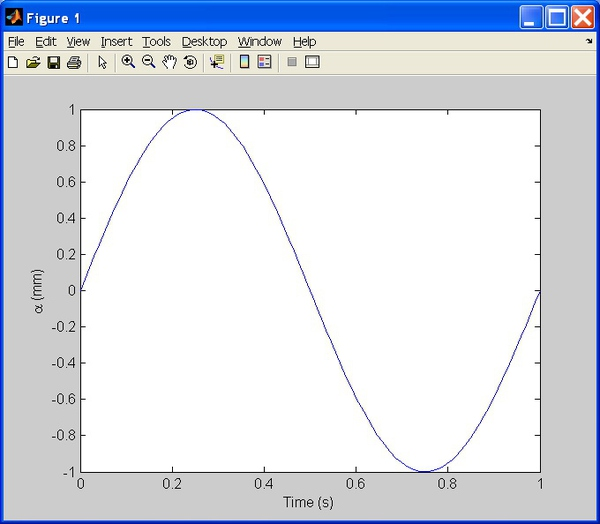 Figure 1
File Edit View Insert Tools Desktop Window Help
1
0.8
0.6
0.4
0.2
0
-0.2
-0.4
-0.6
-0.8
-1
α (mm)
0 0.2 0.4 0.6 0.8 1
Time (s)